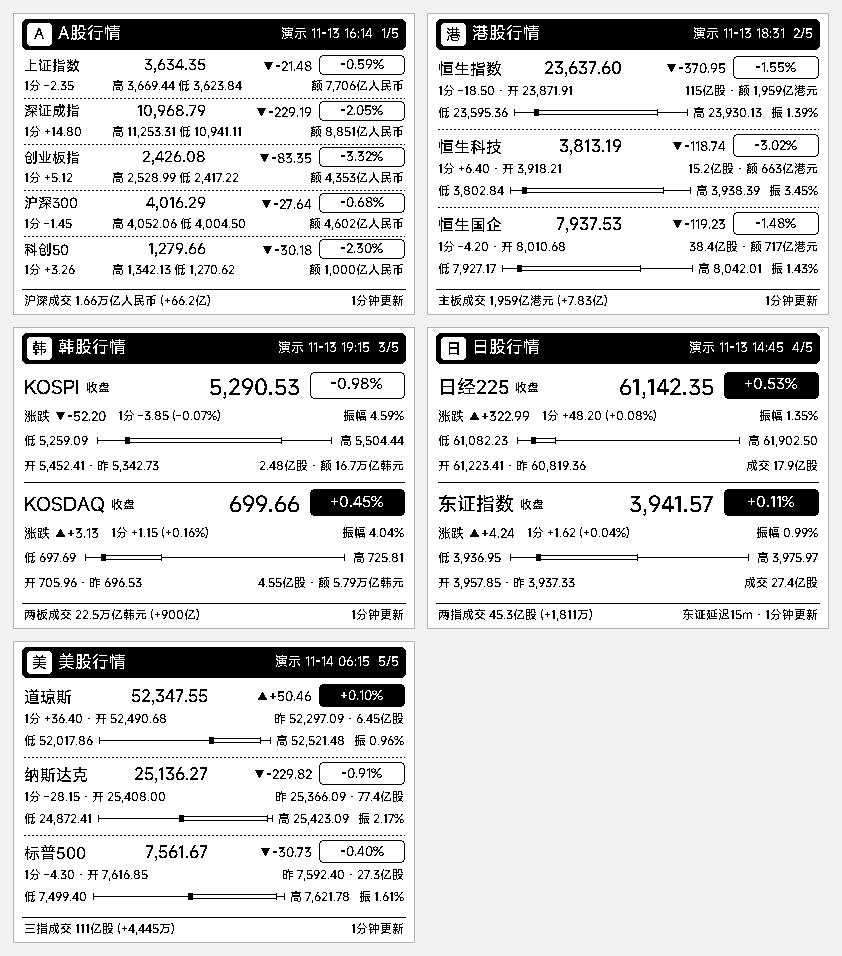 A A股行情 演示 11-13 16:14 1/5
上证指数 3,634.35 ▼-21.48 -0.59%
1分 -2.35 高 3,669.44 低 3,623.84 额 7,706亿人民币
深证成指 10,968.79 ▼-229.19 -2.05%
1分 +14.80 高 11,253.31 低 10,941.11 额 8,851亿人民币
创业板指 2,426.08 ▼-83.35 -3.32%
1分 +5.12 高 2,528.99 低 2,417.22 额 4,353亿人民币
沪深300 4,016.29 ▼-27.64 -0.68%
1分 -1.45 高 4,052.06 低 4,004.50 额 4,602亿人民币
科创50 1,279.66 ▼-30.18 -2.30%
1分 +3.26 高 1,342.13 低 1,270.62 额 1,000亿人民币
沪深成交 1.66万亿人民币 (+66.2亿) 1分钟更新
港 港股行情 演示 11-13 18:31 2/5
恒生指数 23,637.60 ▼-370.95 -1.55%
1分 -18.50 · 开 23,871.91 115亿股 · 额 1,959亿港元
低 23,595.36 高 23,930.13 振 1.39%
恒生科技 3,813.19 ▼-118.74 -3.02%
1分 +6.40 · 开 3,918.21 15.2亿股 · 额 663亿港元
低 3,802.84 高 3,938.39 振 3.45%
恒生国企 7,937.53 ▼-119.23 -1.48%
1分 -4.20 · 开 8,010.68 38.4亿股 · 额 717亿港元
低 7,927.17 高 8,042.01 振 1.43%
主板成交 1,959亿港元 (+7.83亿) 1分钟更新
韩 韩股行情 演示 11-13 19:15 3/5
KOSPI 收盘 5,290.53 -0.98%
涨跌 ▼-52.20 1分 -3.85 (-0.07%) 振幅 4.59%
低 5,259.09 高 5,504.44
开 5,452.41 · 昨 5,342.73 2.48亿股 · 额 16.7万亿韩元
KOSDAQ 收盘 699.66 +0.45%
涨跌 ▲+3.13 1分 +1.15 (+0.16%) 振幅 4.04%
低 697.69 高 725.81
开 705.96 · 昨 696.53 4.55亿股 · 额 5.79万亿韩元
两板成交 22.5万亿韩元 (+900亿) 1分钟更新
日 日股行情 演示 11-13 14:45 4/5
日经225 收盘 61,142.35 +0.53%
涨跌 ▲+322.99 1分 +48.20 (+0.08%) 振幅 1.35%
低 61,082.23 高 61,902.50
开 61,223.41 · 昨 60,819.36 成交 17.9亿股
东证指数 收盘 3,941.57 +0.11%
涨跌 ▲+4.24 1分 +1.62 (+0.04%) 振幅 0.99%
低 3,936.95 高 3,975.97
开 3,957.85 · 昨 3,937.33 成交 27.4亿股
两指成交 45.3亿股 (+1,811万) 东证延迟15m · 1分钟更新
美 美股行情 演示 11-14 06:15 5/5
道琼斯 52,347.55 ▲+50.46 +0.10%
1分 +36.40 · 开 52,490.68 昨 52,297.09 · 6.45亿股
低 52,017.86 高 52,521.48 振 0.96%
纳斯达克 25,136.27 ▼-229.82 -0.91%
1分 -28.15 · 开 25,408.00 昨 25,366.09 · 77.4亿股
低 24,872.41 高 25,423.09 振 2.17%
标普500 7,561.67 ▼-30.73 -0.40%
1分 -4.30 · 开 7,616.85 昨 7,592.40 · 27.3亿股
低 7,499.40 高 7,621.78 振 1.61%
三指成交 111亿股 (+4,445万) 1分钟更新